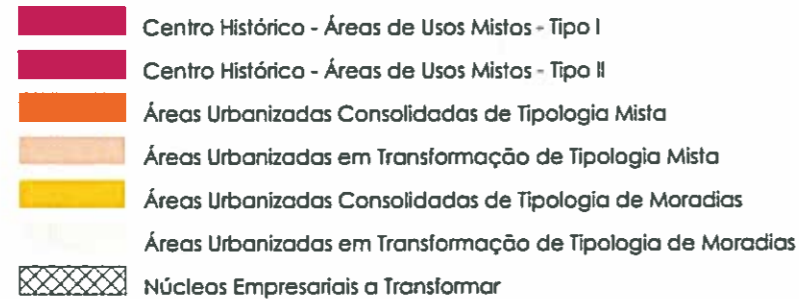 Centro Histórico - Áreas de Usos Mistos - Tipo I
Centro Histórico - Áreas de Usos Mistos - Tipo II
Áreas Urbanizadas Consolidadas de Tipologia Mista
Áreas Urbanizadas em Transformação de Tipologia Mista
Áreas Urbanizadas Consolidadas de Tipologia de Moradias
Áreas Urbanizadas em Transformação de Tipologia de Moradias
Núcleos Empresariais a Transformar